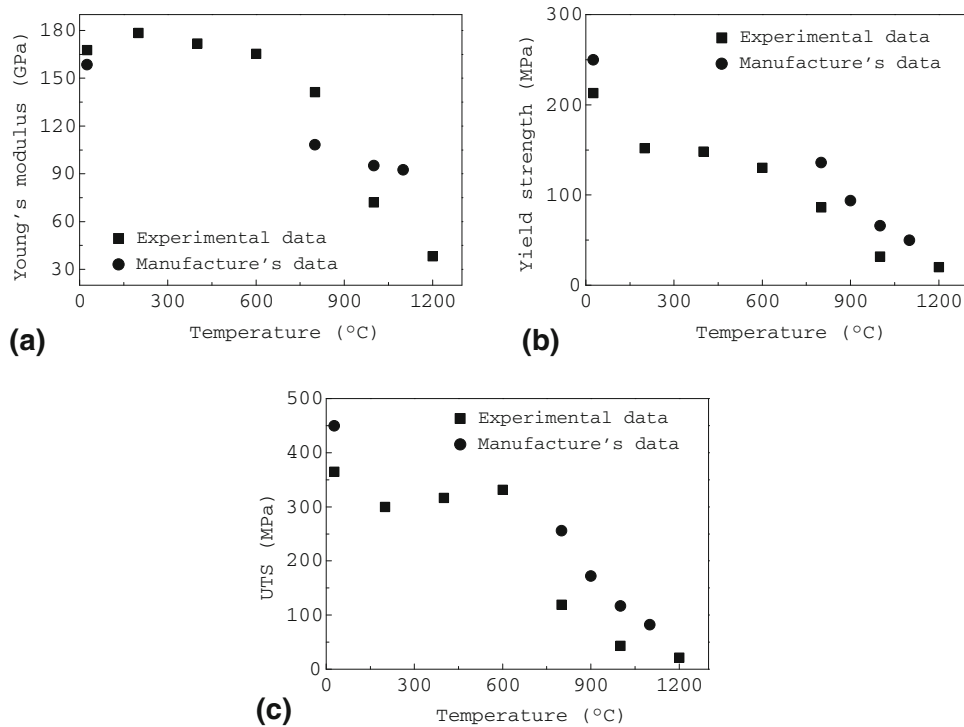 180
150
120
90
60
30
Young's modulus (GPa)
Experimental data
Manufacture's data
0 300 600 900 1200
Temperature (°C)
(a)
300
200
100
0
Yield strength (MPa)
Experimental data
Manufacture's data
0 300 600 900 1200
Temperature (°C)
(b)
500
400
300
200
100
0
UTS (MPa)
Experimental data
Manufacture's data
0 300 600 900 1200
Temperature (°C)
(c)